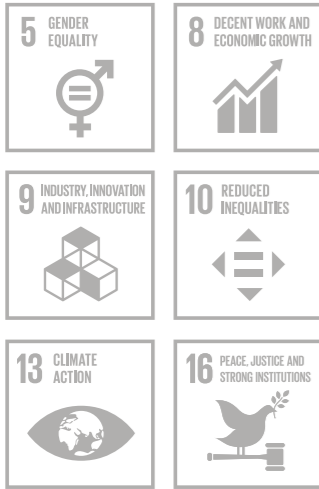 5 GENDER
EQUALITY
8 DECENT WORK AND
ECONOMIC GROWTH
9 INDUSTRY, INNOVATION
AND INFRASTRUCTURE
10 REDUCED
INEQUALITIES
13 CLIMATE
ACTION
16 PEACE, JUSTICE AND
STRONG INSTITUTIONS